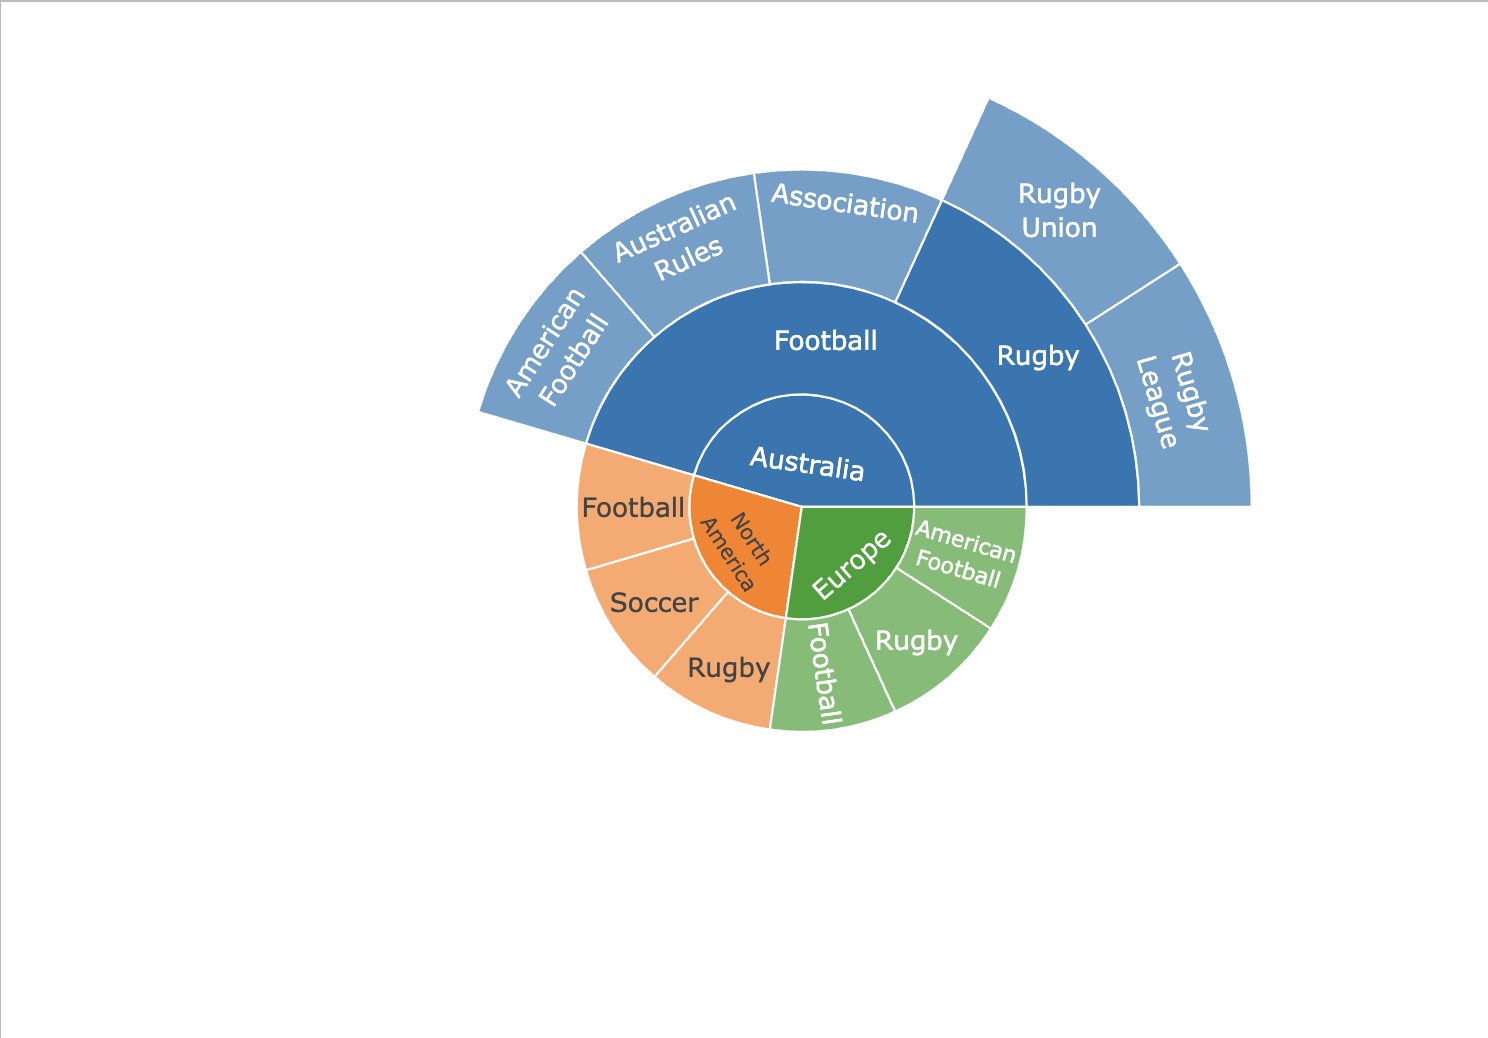 Rugby
Union
Association
Australian
Rules
American
Football
Football
Rugby
Rugby
League
Australia
Football
North
America
Europe
American
Football
Soccer
Rugby
Rugby
Football